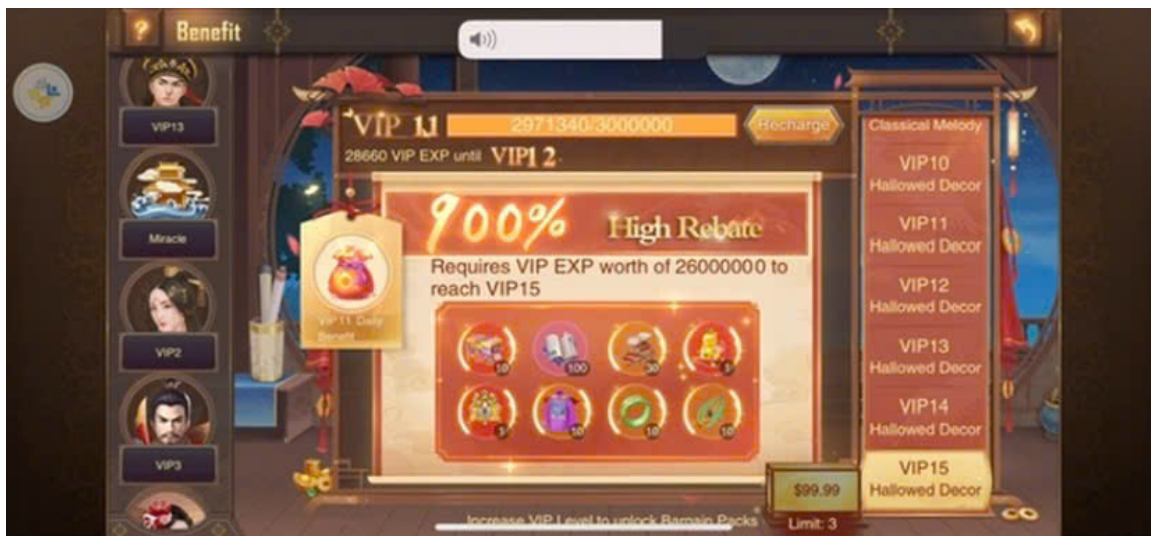 Benefit
VIP13
Miracle
VIP2
VIP3
VIP 11
2971340/3000000
Recharge
28660 VIP EXP until VIP12
900% High Rebate
Requires VIP EXP worth of 26000000 to
reach VIP15
VIP 11 Daily
Benefit
10
100
30
1
1
10
10
10
$99.99
Limit: 3
Increase VIP Level to unlock Bargain Packs
Classical Melody
VIP10
Hallowed Decor
VIP11
Hallowed Decor
VIP12
Hallowed Decor
VIP13
Hallowed Decor
VIP14
Hallowed Decor
VIP15
Hallowed Decor